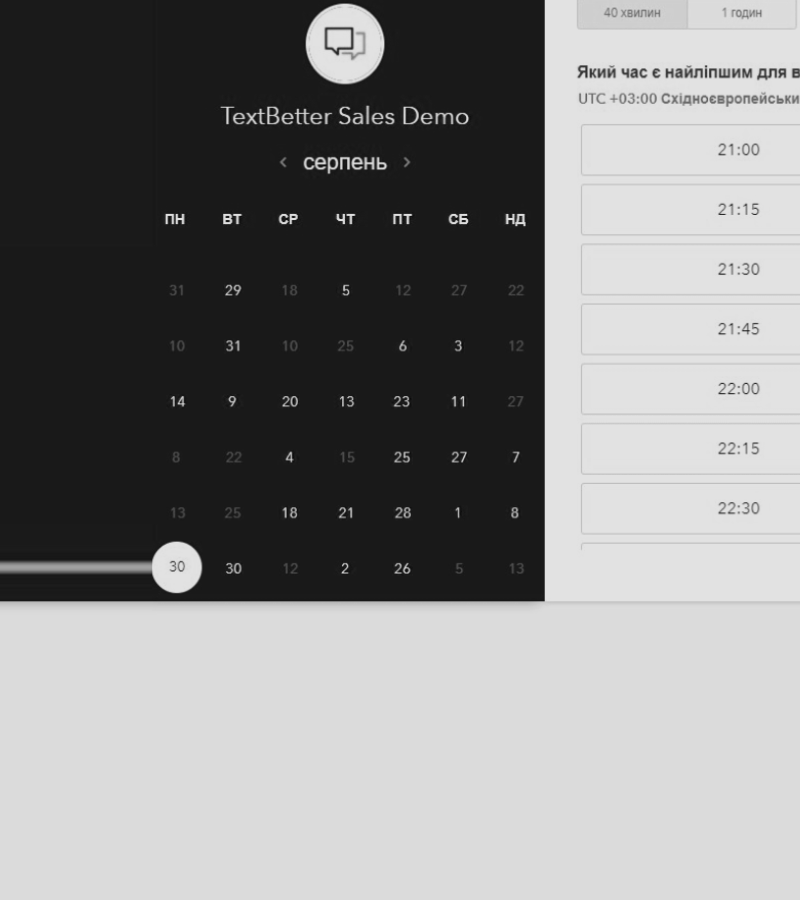 TextBetter Sales Demo
‹ серпень ›
ПН ВТ СР ЧТ ПТ СБ НД
31 29 18 5 12 27 22
10 31 10 25 6 3 12
14 9 20 13 23 11 27
8 22 4 15 25 27 7
13 25 18 21 28 1 8
30 30 12 2 26 5 13
40 хвилин 1 годин
Який час є найліпшим для в
UTC +03:00 Східноєвропейськи
21:00
21:15
21:30
21:45
22:00
22:15
22:30